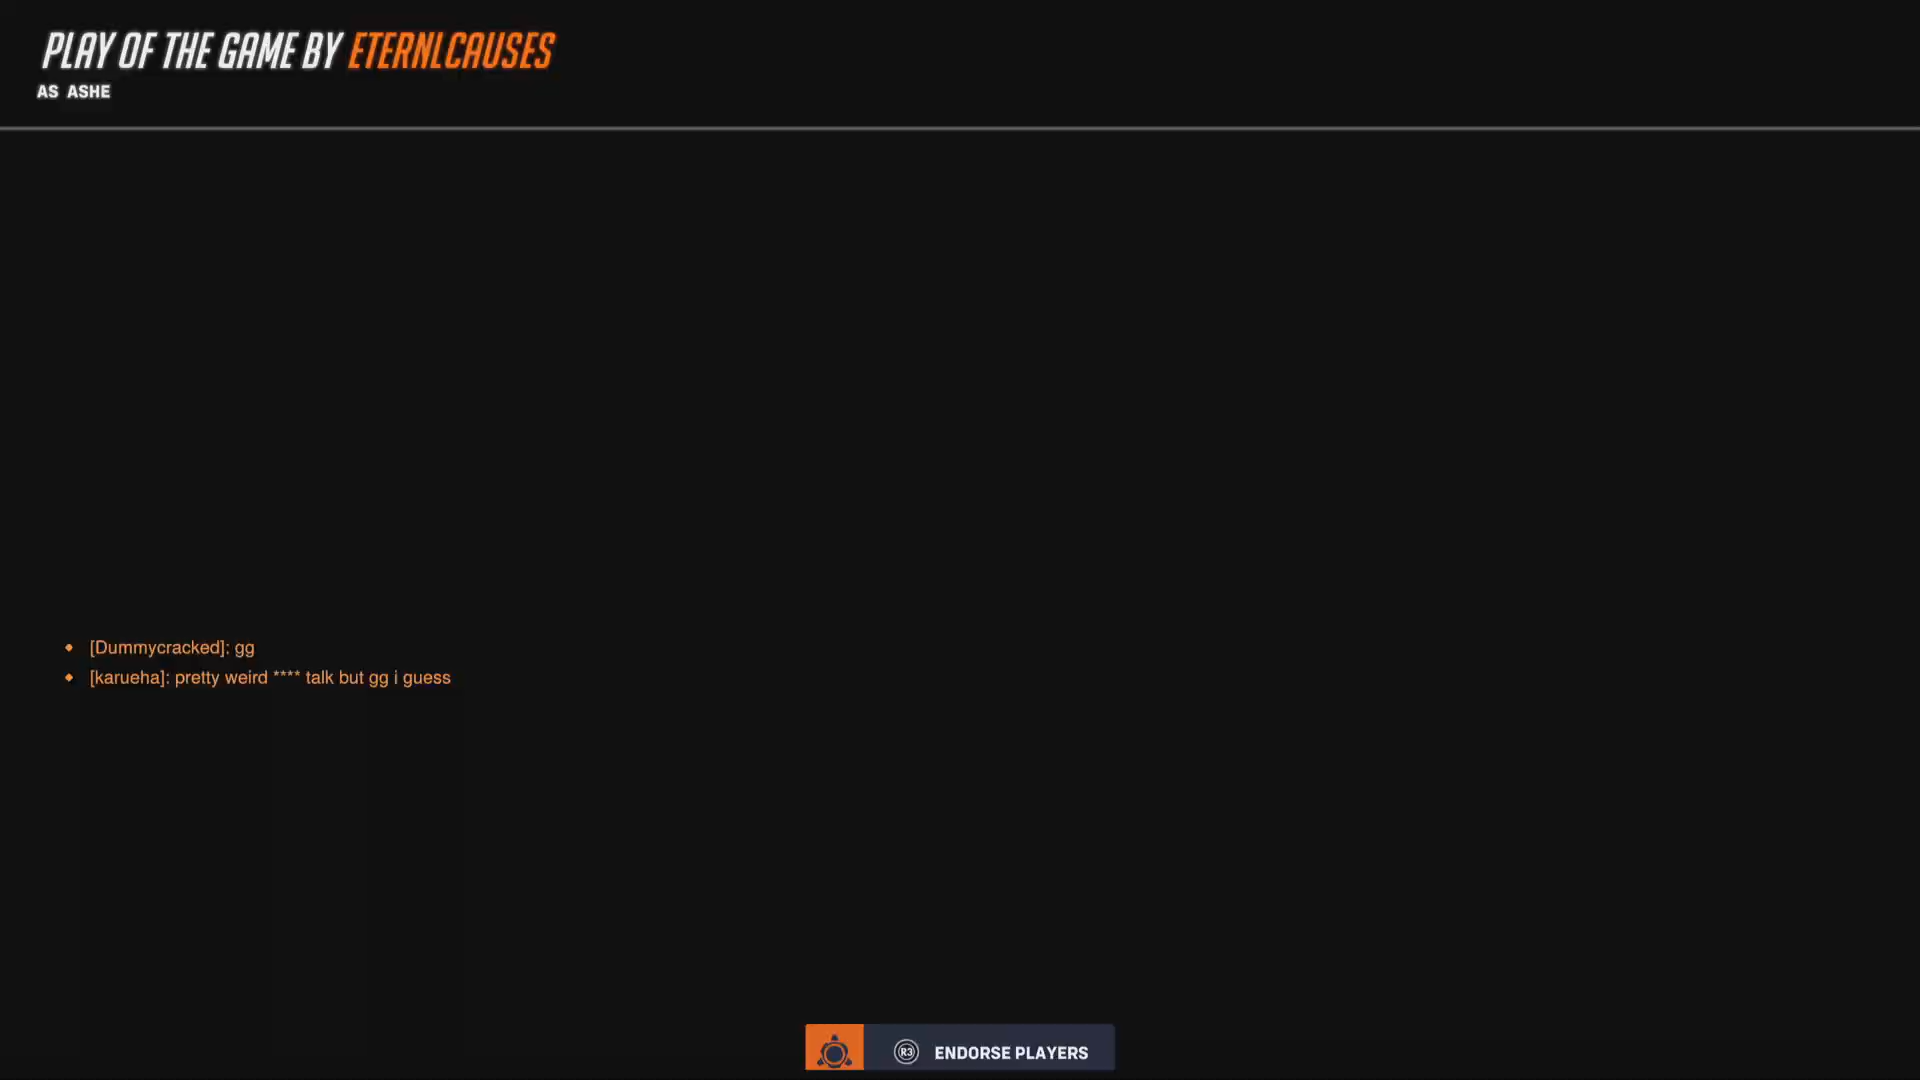 PLAY OF THE GAME BY ETERNLCAUSES
AS ASHE
[Dummycracked]: gg
[karueha]: pretty weird **** talk but gg i guess
R3 ENDORSE PLAYERS